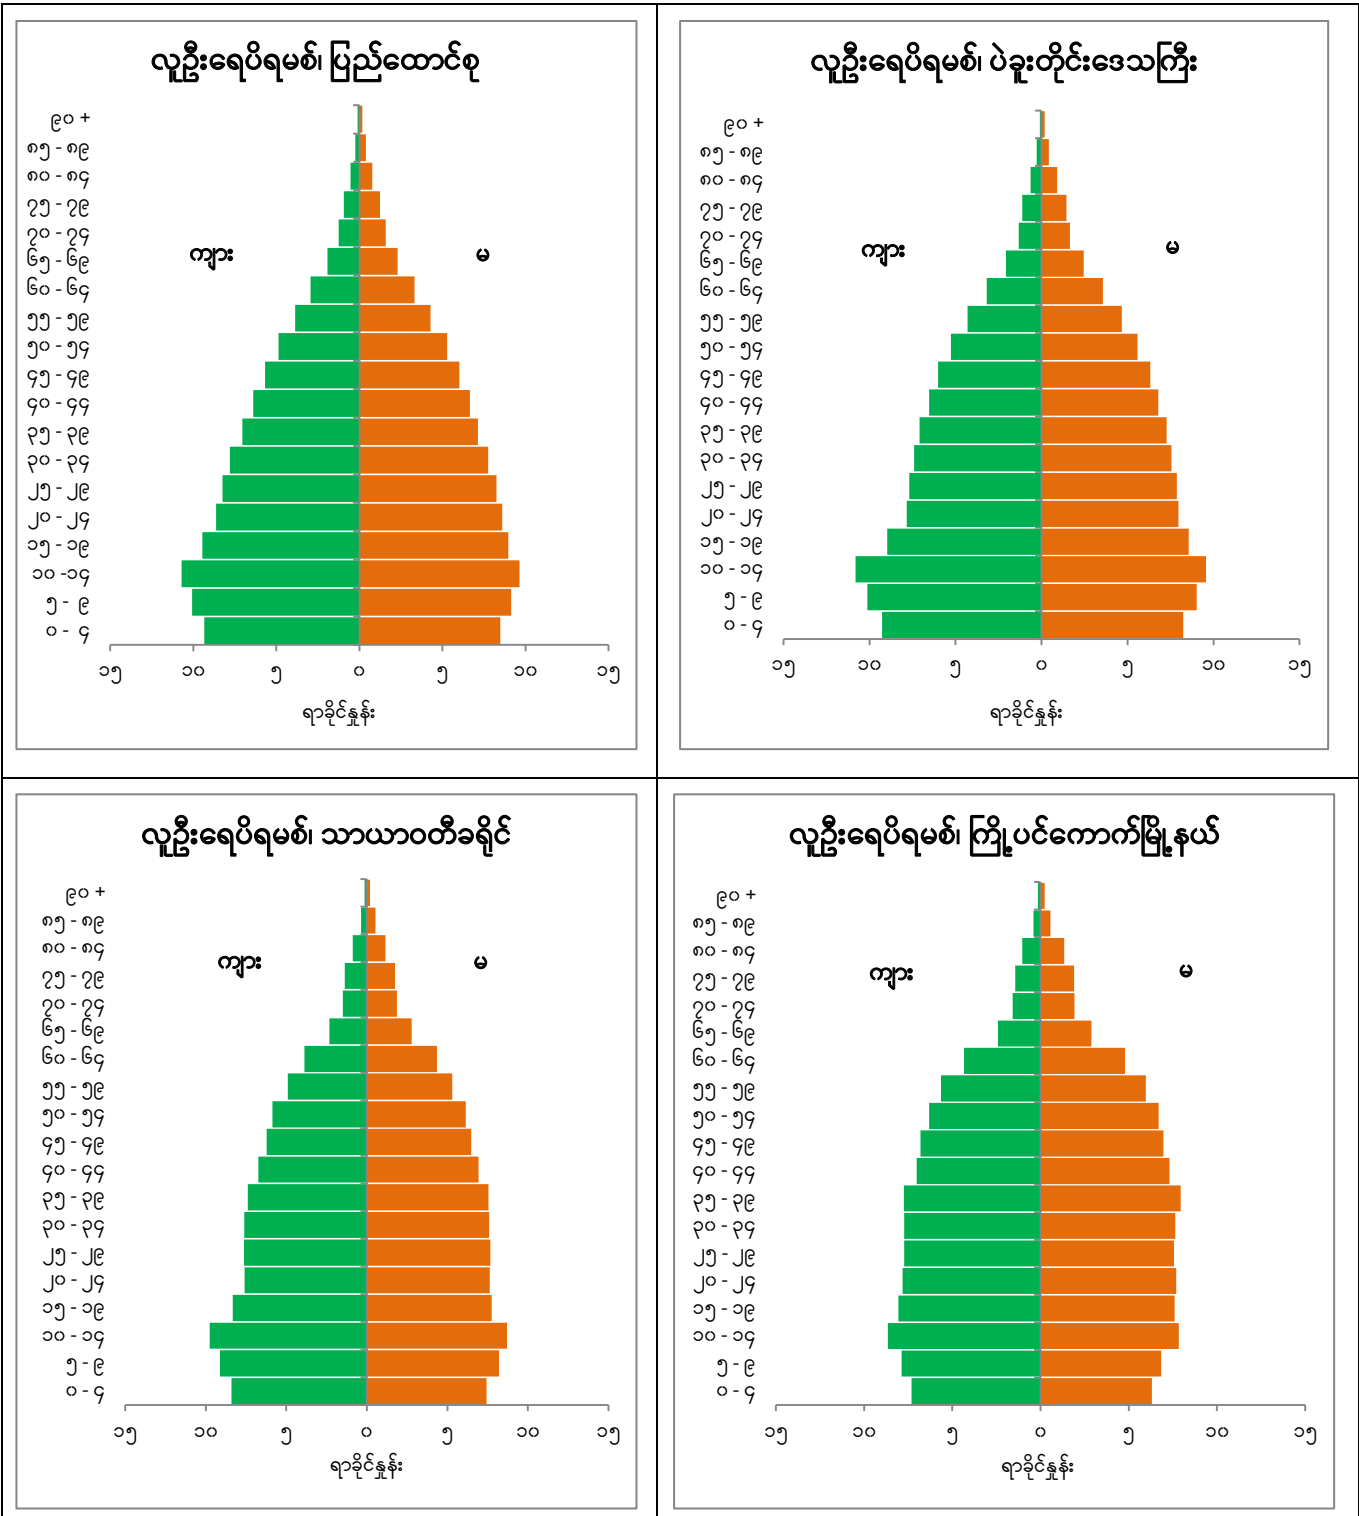 လူဦးရေပိရမစ်၊ ပြည်ထောင်စု
၉၀ +
၈၅ - ၈၉
၈၀ - ၈၄
၇၅ - ၇၉
၇၀ - ၇၄
၆၅ - ၆၉
၆၀ - ၆၄
၅၅ - ၅၉
၅၀ - ၅၄
၄၅ - ၄၉
၄၀ - ၄၄
၃၅ - ၃၉
၃၀ - ၃၄
၂၅ - ၂၉
၂၀ - ၂၄
၁၅ - ၁၉
၁၀ -၁၄
၅ - ၉
၀ - ၄
ကျား မ
၁၅ ၁၀ ၅ ၀ ၅ ၁၀ ၁၅
ရာခိုင်နှုန်း
လူဦးရေပိရမစ်၊ ပဲခူးတိုင်းဒေသကြီး
၉၀ +
၈၅ - ၈၉
၈၀ - ၈၄
၇၅ - ၇၉
၇၀ - ၇၄
၆၅ - ၆၉
၆၀ - ၆၄
၅၅ - ၅၉
၅၀ - ၅၄
၄၅ - ၄၉
၄၀ - ၄၄
၃၅ - ၃၉
၃၀ - ၃၄
၂၅ - ၂၉
၂၀ - ၂၄
၁၅ - ၁၉
၁၀ - ၁၄
၅ - ၉
၀ - ၄
ကျား မ
၁၅ ၁၀ ၅ ၀ ၅ ၁၀ ၁၅
ရာခိုင်နှုန်း
လူဦးရေပိရမစ်၊ သာယာဝတီခရိုင်
၉၀ +
၈၅ - ၈၉
၈၀ - ၈၄
၇၅ - ၇၉
၇၀ - ၇၄
၆၅ - ၆၉
၆၀ - ၆၄
၅၅ - ၅၉
၅၀ - ၅၄
၄၅ - ၄၉
၄၀ - ၄၄
၃၅ - ၃၉
၃၀ - ၃၄
၂၅ - ၂၉
၂၀ - ၂၄
၁၅ - ၁၉
၁၀ - ၁၄
၅ - ၉
၀ - ၄
ကျား မ
၁၅ ၁၀ ၅ ၀ ၅ ၁၀ ၁၅
ရာခိုင်နှုန်း
လူဦးရေပိရမစ်၊ ကြို့ပင်ကောက်မြို့နယ်
၉၀ +
၈၅ - ၈၉
၈၀ - ၈၄
၇၅ - ၇၉
၇၀ - ၇၄
၆၅ - ၆၉
၆၀ - ၆၄
၅၅ - ၅၉
၅၀ - ၅၄
၄၅ - ၄၉
၄၀ - ၄၄
၃၅ - ၃၉
၃၀ - ၃၄
၂၅ - ၂၉
၂၀ - ၂၄
၁၅ - ၁၉
၁၀ - ၁၄
၅ - ၉
၀ - ၄
ကျား မ
၁၅ ၁၀ ၅ ၀ ၅ ၁၀ ၁၅
ရာခိုင်နှုန်း